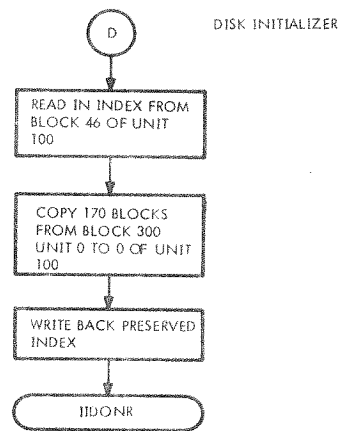 DISK INITIALIZER
D
READ IN INDEX FROM
BLOCK 46 OF UNIT
100
COPY 170 BLOCKS
FROM BLOCK 300
UNIT 0 TO 0 OF UNIT
100
WRITE BACK PRESERVED
INDEX
IIDONR